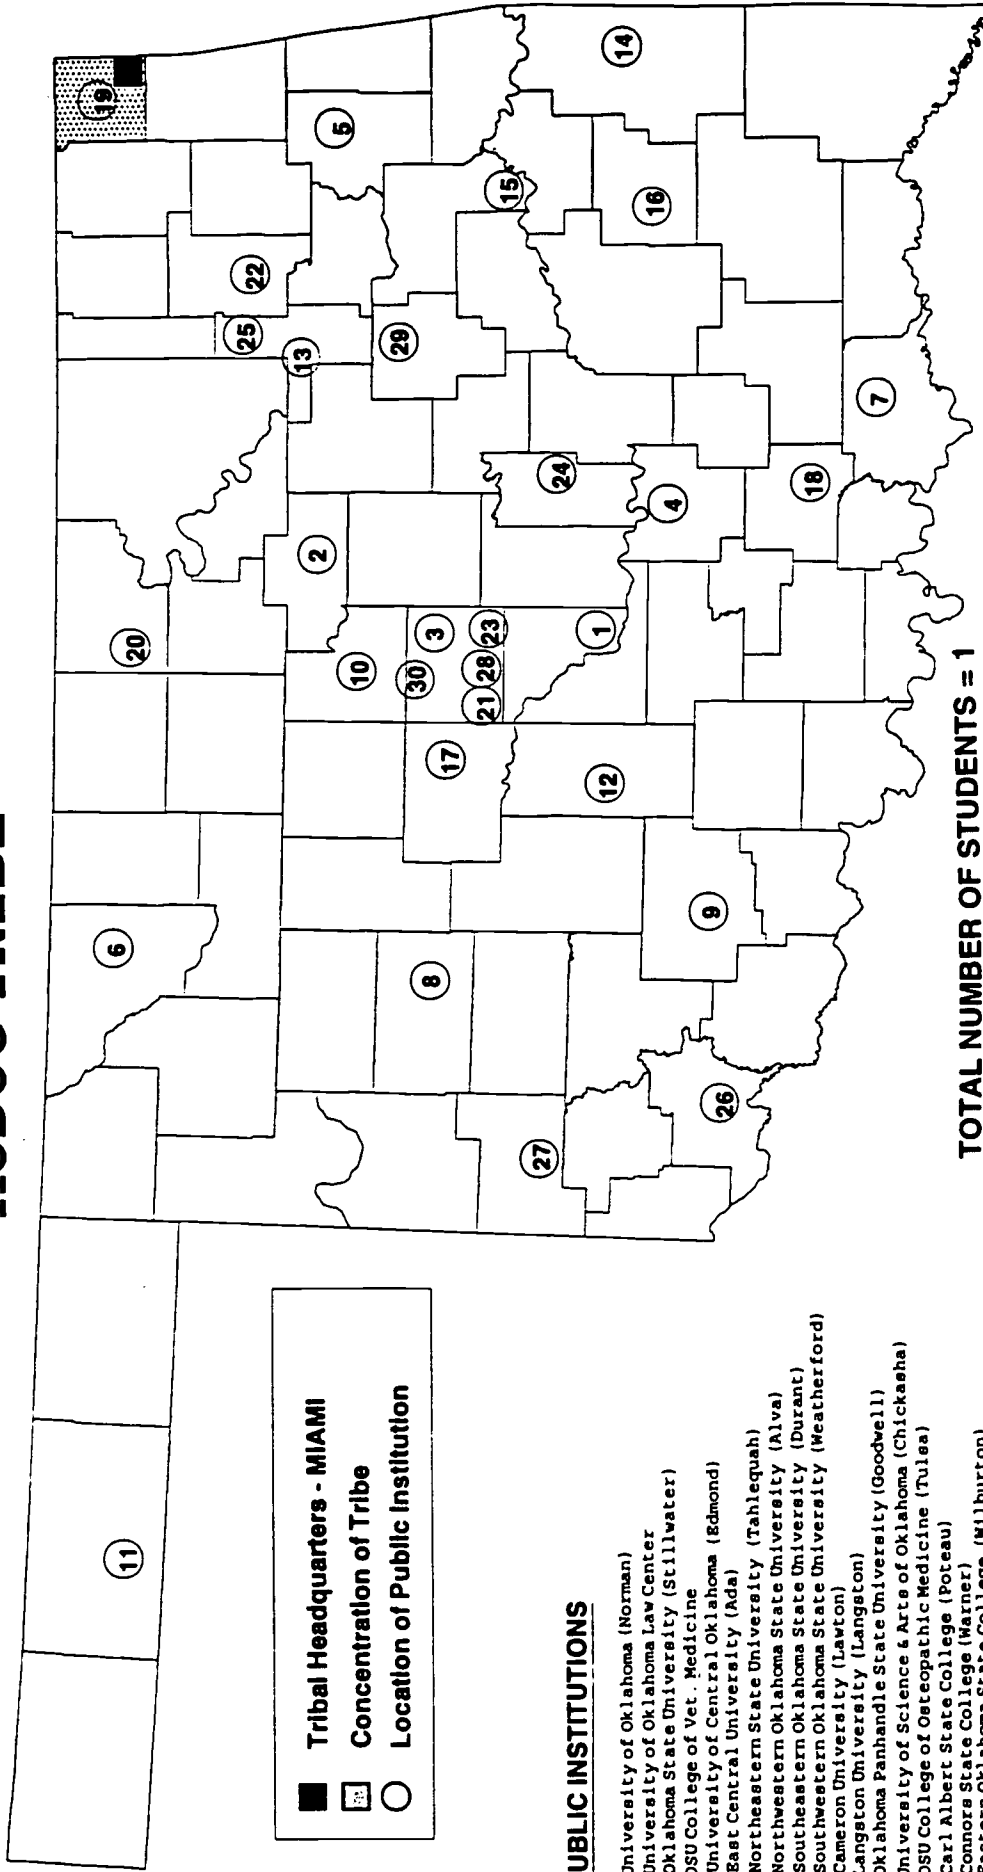 19
20
6
11
22
25
13
5
2
10
29
3
30
17
8
15
23
28
21
14
24
1
12
27
16
4
9
26
18
7
Tribal Headquarters - MIAMI
Concentration of Tribe
Location of Public Institution
UBLIC INSTITUTIONS
University of Oklahoma (Norman)
University of Oklahoma Law Center
Oklahoma State University (Stillwater)
OSU College of Vet. Medicine
University of Central Oklahoma (Edmond)
East Central University (Ada)
Northeastern State University (Tahlequah)
Northwestern Oklahoma State University (Alva)
Southeastern Oklahoma State University (Durant)
Southwestern Oklahoma State University (Weatherford)
Cameron University (Lawton)
Langston University (Langston)
Oklahoma Panhandle State University (Goodwell)
University of Science & Arts of Oklahoma (Chickasha)
OSU College of Osteopathic Medicine (Tulsa)
Carl Albert State College (Poteau)
Connors State College (Warner)
Eastern Oklahoma State College (Wilburton)
TOTAL NUMBER OF STUDENTS = 1